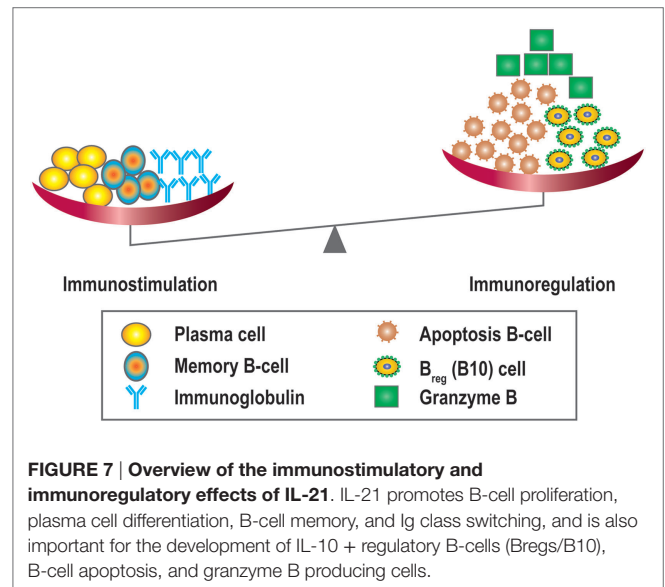 Immunostimulation
Immunoregulation
Plasma cell
Apoptosis B-cell
Memory B-cell
Breg (B10) cell
Immunoglobulin
Granzyme B
FIGURE 7 | Overview of the immunostimulatory and
immunoregulatory effects of IL-21. IL-21 promotes B-cell proliferation,
plasma cell differentiation, B-cell memory, and Ig class switching, and is also
important for the development of IL-10 + regulatory B-cells (Bregs/B10),
B-cell apoptosis, and granzyme B producing cells.